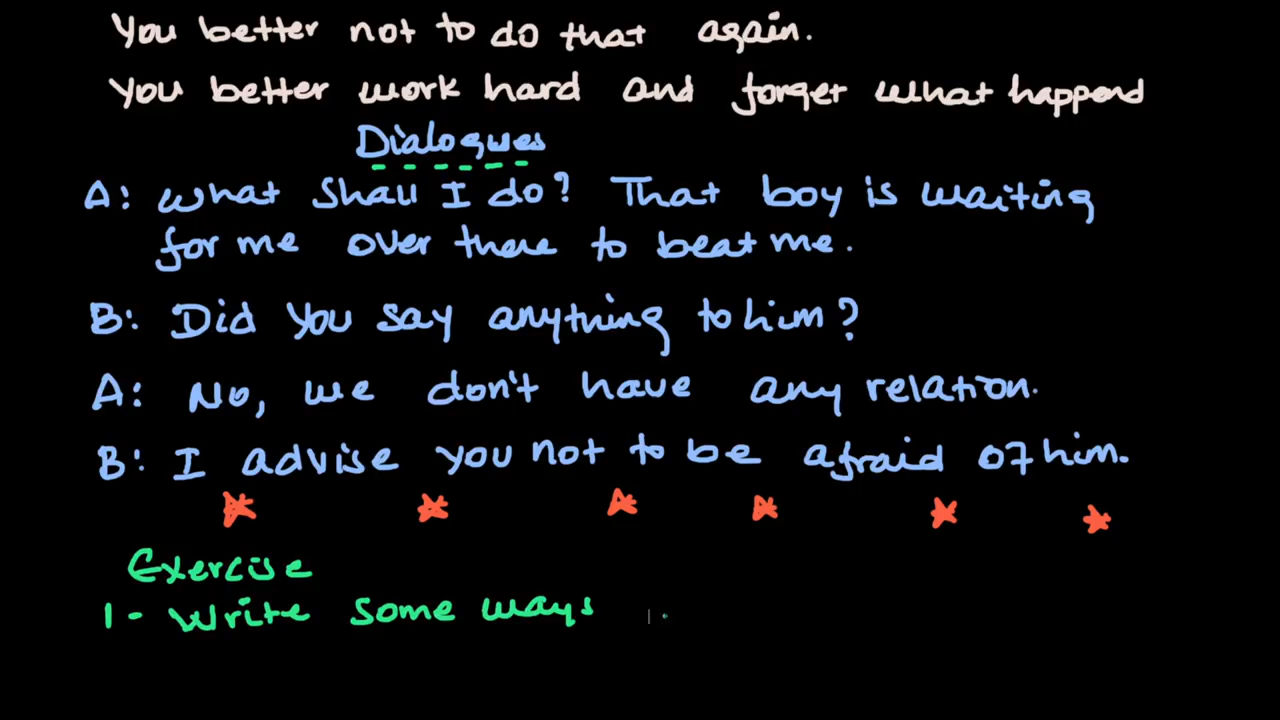 You better not to do that again.
You better work hard and forget what happend
Dialogues
A: What Shall I do? That boy is waiting
for me over there to beat me.
B: Did you say anything to him?
A: No, we don't have any relation.
B: I advise you not to be afraid of him.
Exercise
1- Write some ways